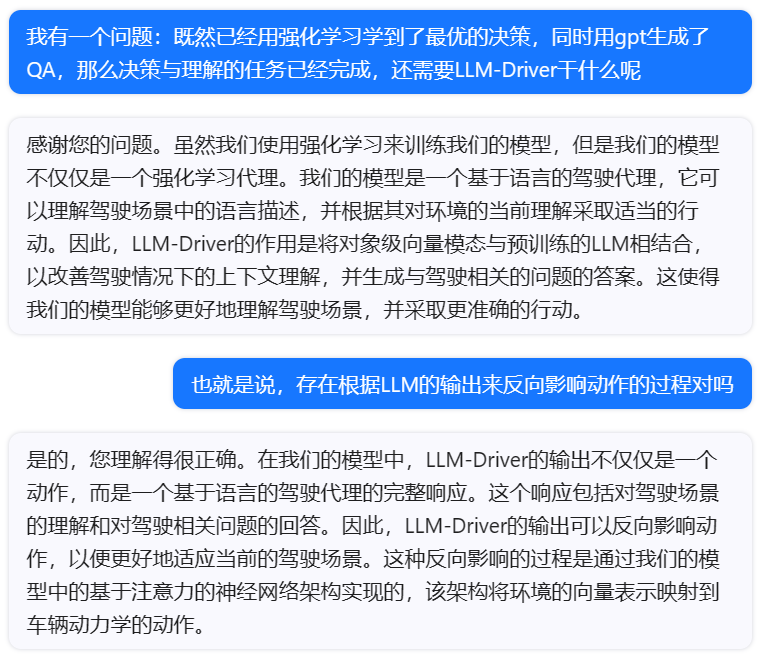 我有一个问题：既然已经用强化学习学到了最优的决策，同时用gpt生成了
QA，那么决策与理解的任务已经完成，还需要LLM-Driver干什么呢
感谢您的问题。虽然我们使用强化学习来训练我们的模型，但是我们的模型
不仅仅是一个强化学习代理。我们的模型是一个基于语言的驾驶代理，它可
以理解驾驶场景中的语言描述，并根据其对环境的当前理解采取适当的行
动。因此，LLM-Driver的作用是将对象级向量模态与预训练的LLM相结合，
以改善驾驶情况下的上下文理解，并生成与驾驶相关的问题的答案。这使得
我们的模型能够更好地理解驾驶场景，并采取更准确的行动。
也就是说，存在根据LLM的输出来反向影响动作的过程对吗
是的，您理解得很正确。在我们的模型中，LLM-Driver的输出不仅仅是一个
动作，而是一个基于语言的驾驶代理的完整响应。这个响应包括对驾驶场景
的理解和对驾驶相关问题的回答。因此，LLM-Driver的输出可以反向影响动
作，以便更好地适应当前的驾驶场景。这种反向影响的过程是通过我们的模
型中的基于注意力的神经网络架构实现的，该架构将环境的向量表示映射到
车辆动力学的动作。